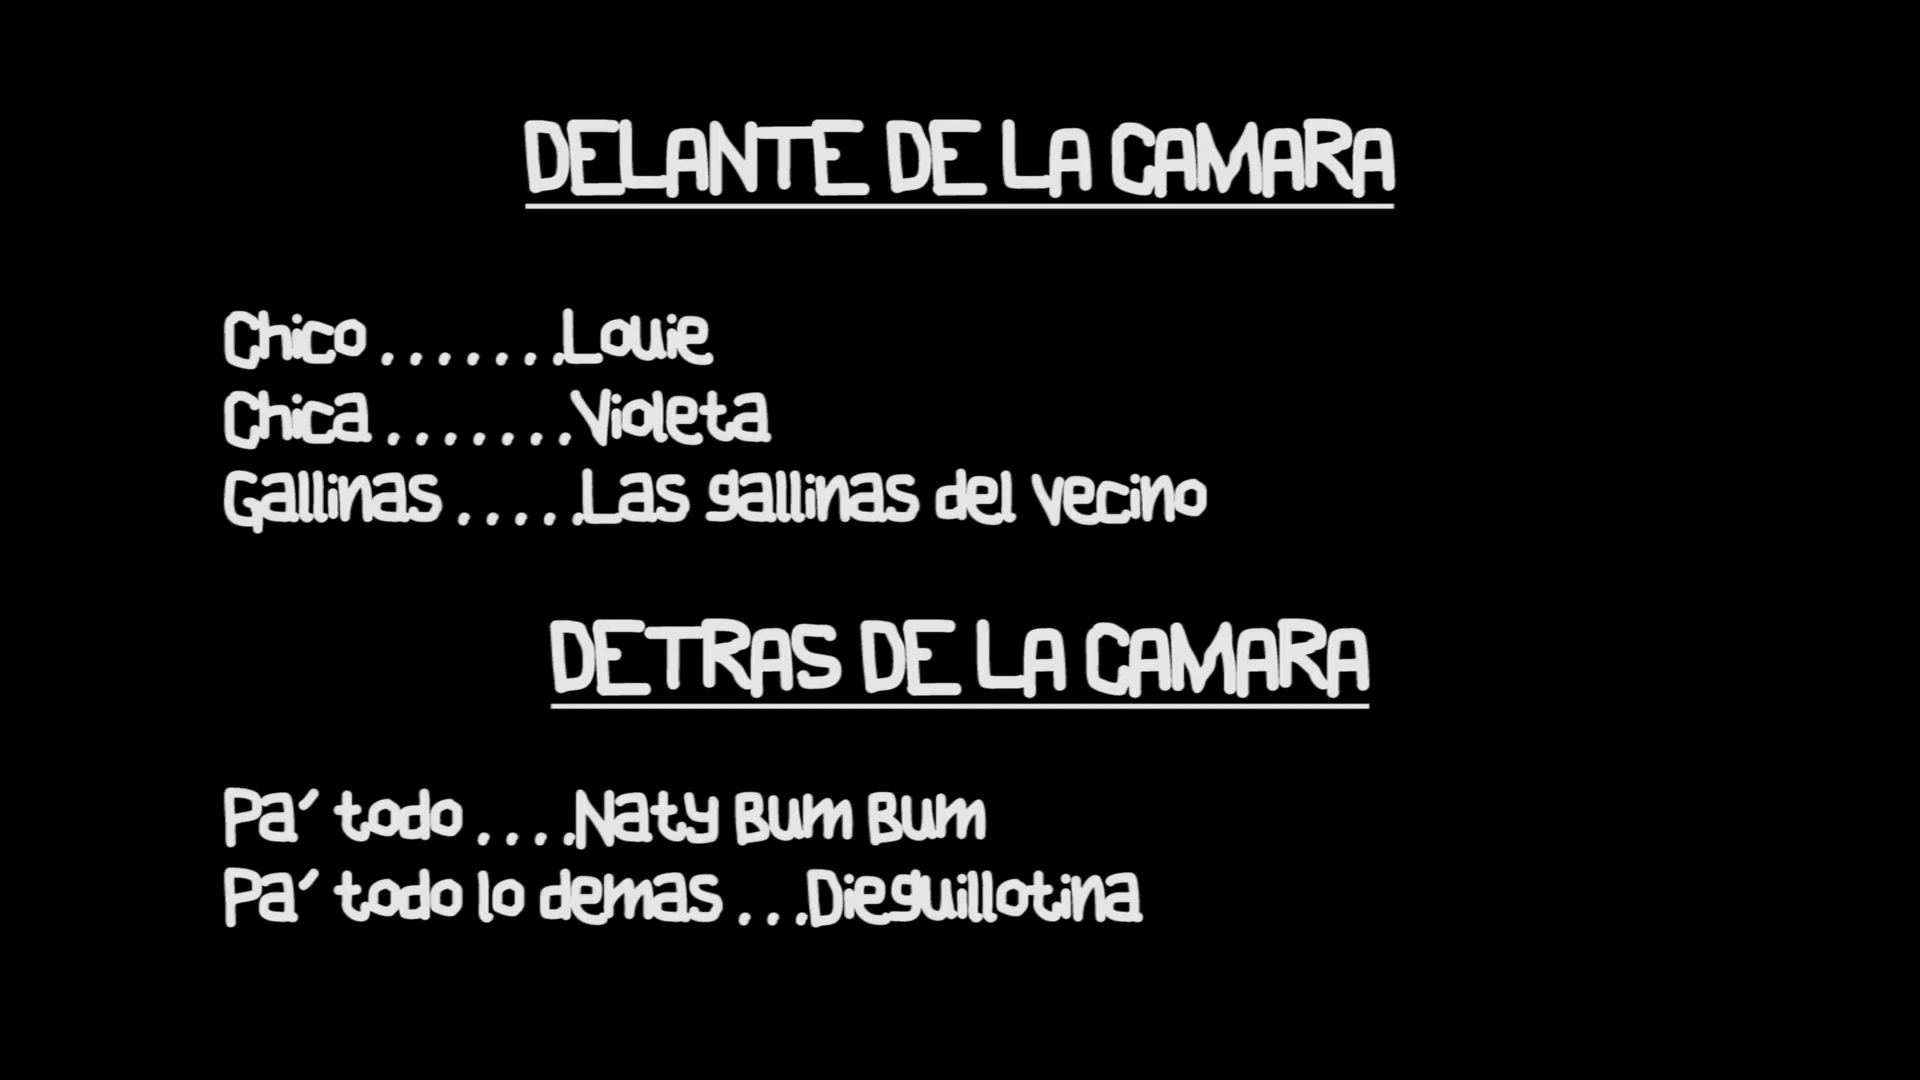 DELANTE DE LA CAMARA
Chico .......Louie
Chica .......Violeta
Gallinas .....Las gallinas del vecino
DETRAS DE LA CAMARA
Pa´ todo ....Naty Bum Bum
Pa´ todo lo demas ...Dieguillotina